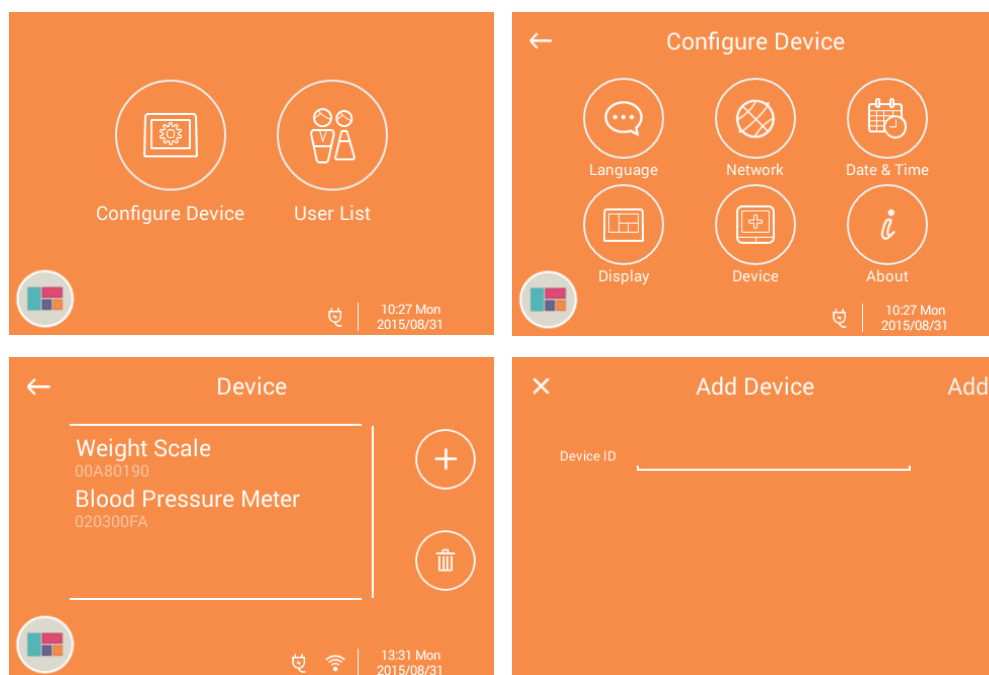 Configure Device
User List
10:27 Mon
2015/08/31
Configure Device
Language
Network
Date & Time
Display
Device
About
10:27 Mon
2015/08/31
Device
Weight Scale
00A80190
Blood Pressure Meter
020300FA
13:31 Mon
2015/08/31
Add Device
Add
Device ID